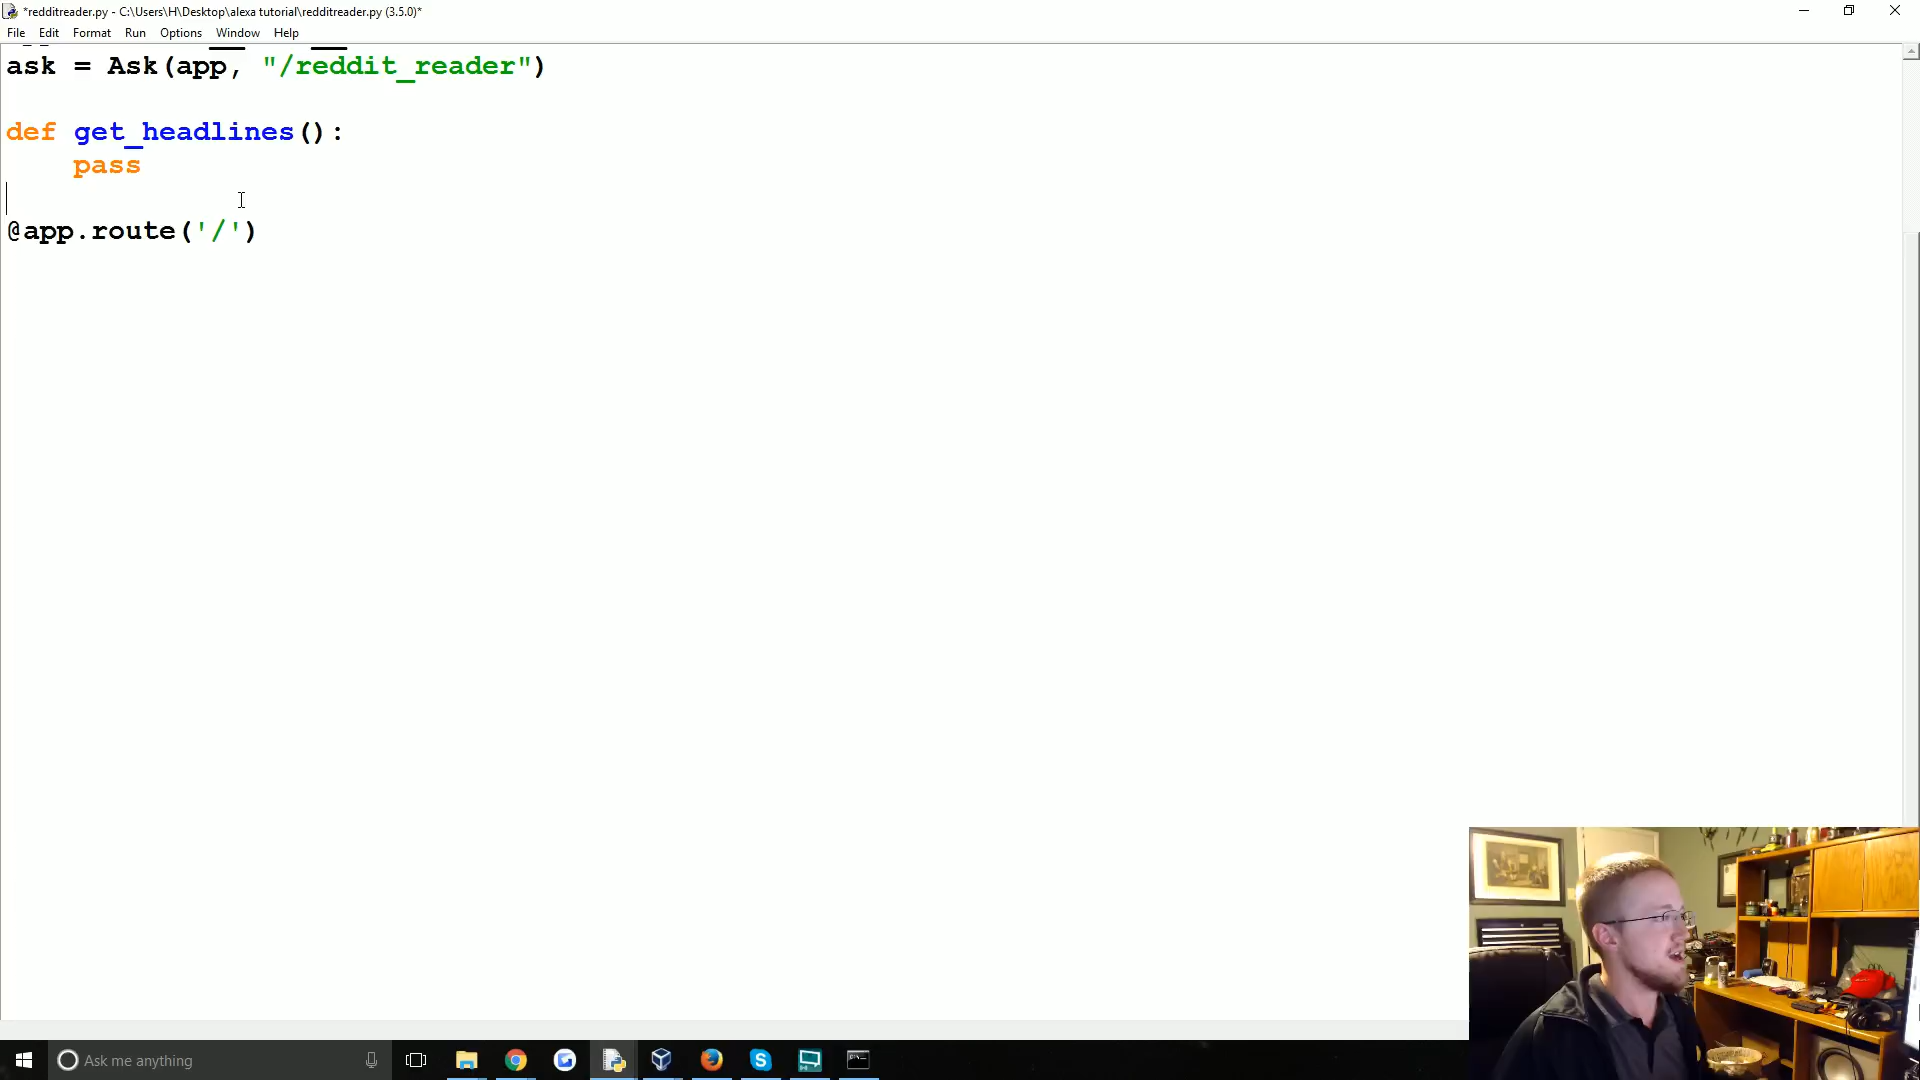 *redditreader.py - C:\Users\H\Desktop\alexa tutorial\redditreader.py (3.5.0)*
File Edit Format Run Options Window Help
ask = Ask(app, "/reddit_reader")
def get_headlines():
pass
@app.route('/')
Ask me anything